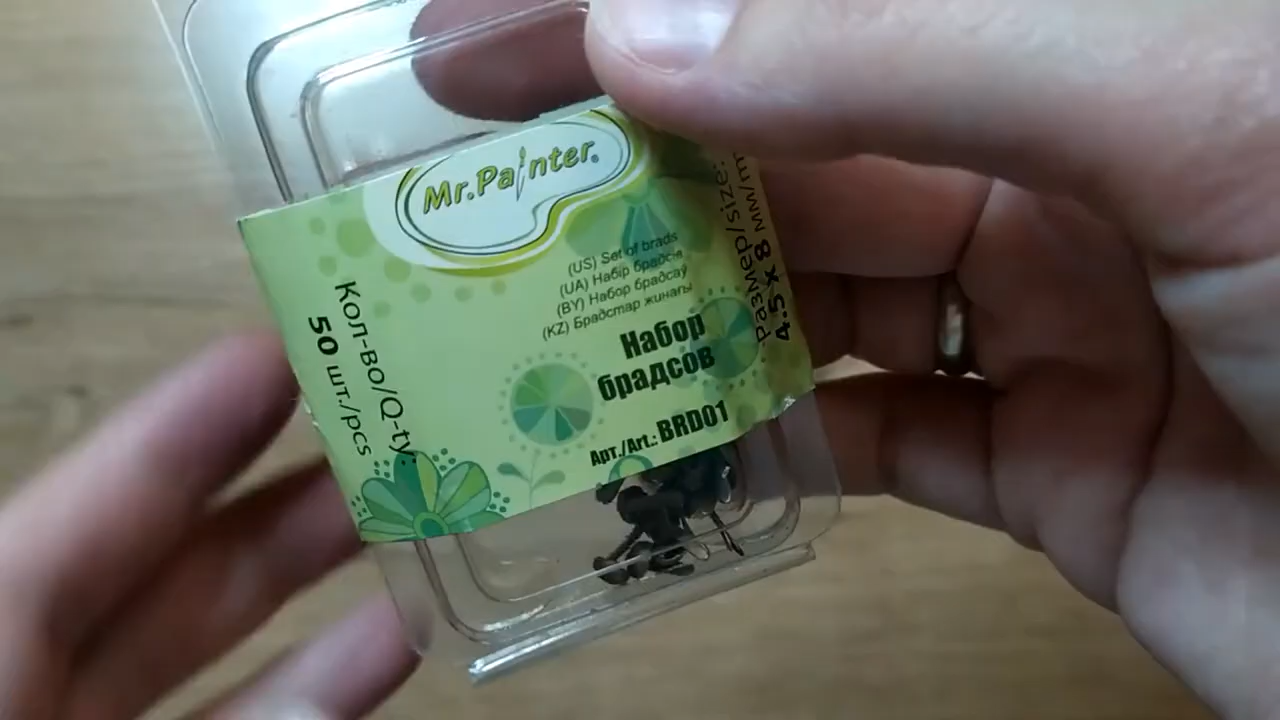 Mr.Painter®
(US) Set of brads
(UA) Набір брадсів
(BY) Набор брадсаў
(KZ) Брадстар жинағы
Набор
брадсов
Арт./Art.: BRD01
Кол-во/Q-ty:
50 шт./pcs
Размер/size:
4.5 x 8 мм/m